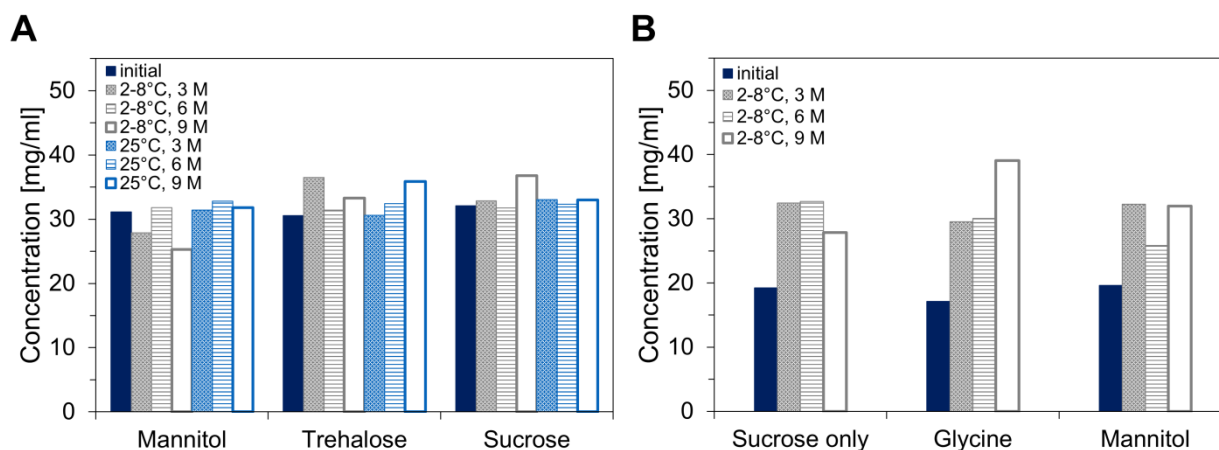 A
Concentration [mg/ml]
50
40
30
20
10
0
initial
2-8°C, 3 M
2-8°C, 6 M
2-8°C, 9 M
25°C, 3 M
25°C, 6 M
25°C, 9 M
Mannitol
Trehalose
Sucrose
B
Concentration [mg/ml]
50
40
30
20
10
0
initial
2-8°C, 3 M
2-8°C, 6 M
2-8°C, 9 M
Sucrose only
Glycine
Mannitol